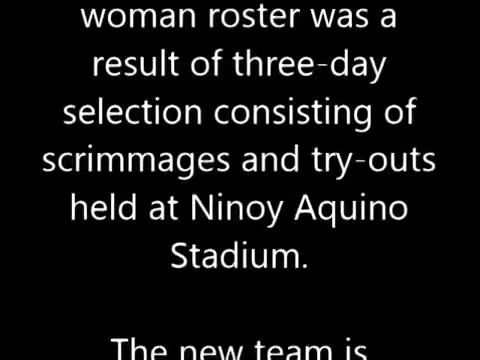 woman roster was a
result of three-day
selection consisting of
scrimmages and try-outs
held at Ninoy Aquino
Stadium.
The new team is